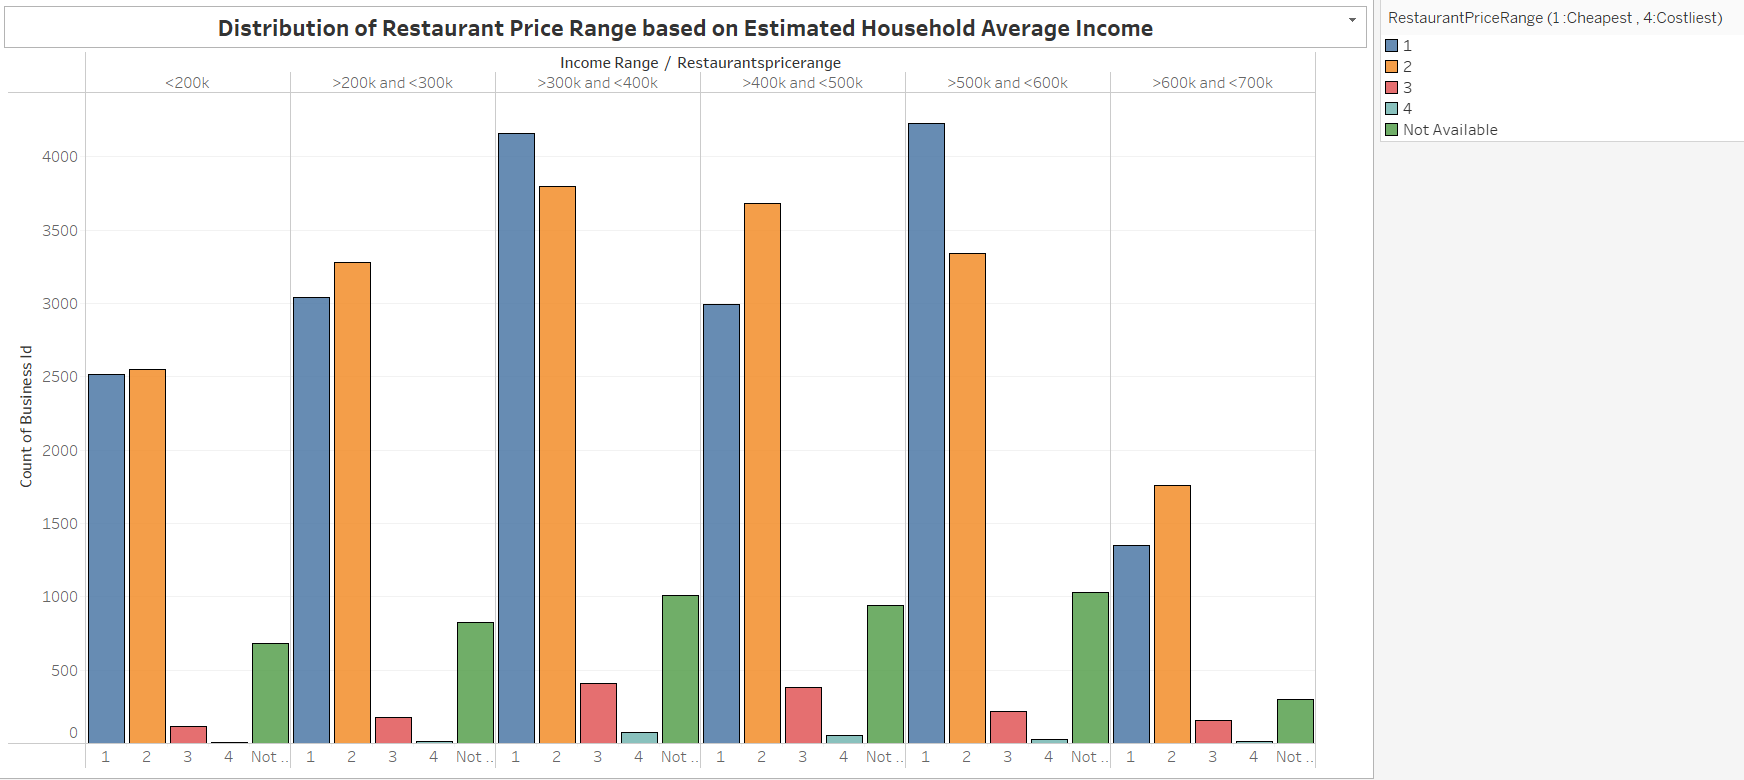 Distribution of Restaurant Price Range based on Estimated Household Average Income
Income Range / Restaurantspricerange
<200k >200k and <300k >300k and <400k >400k and <500k >500k and <600k >600k and <700k
4000
3500
3000
2500
2000
1500
1000
500
0
Count of Business Id
1 2 3 4 Not .. 1 2 3 4 Not .. 1 2 3 4 Not .. 1 2 3 4 Not .. 1 2 3 4 Not .. 1 2 3 4 Not ..
RestaurantPriceRange (1 :Cheapest , 4:Costliest)
1
2
3
4
Not Available